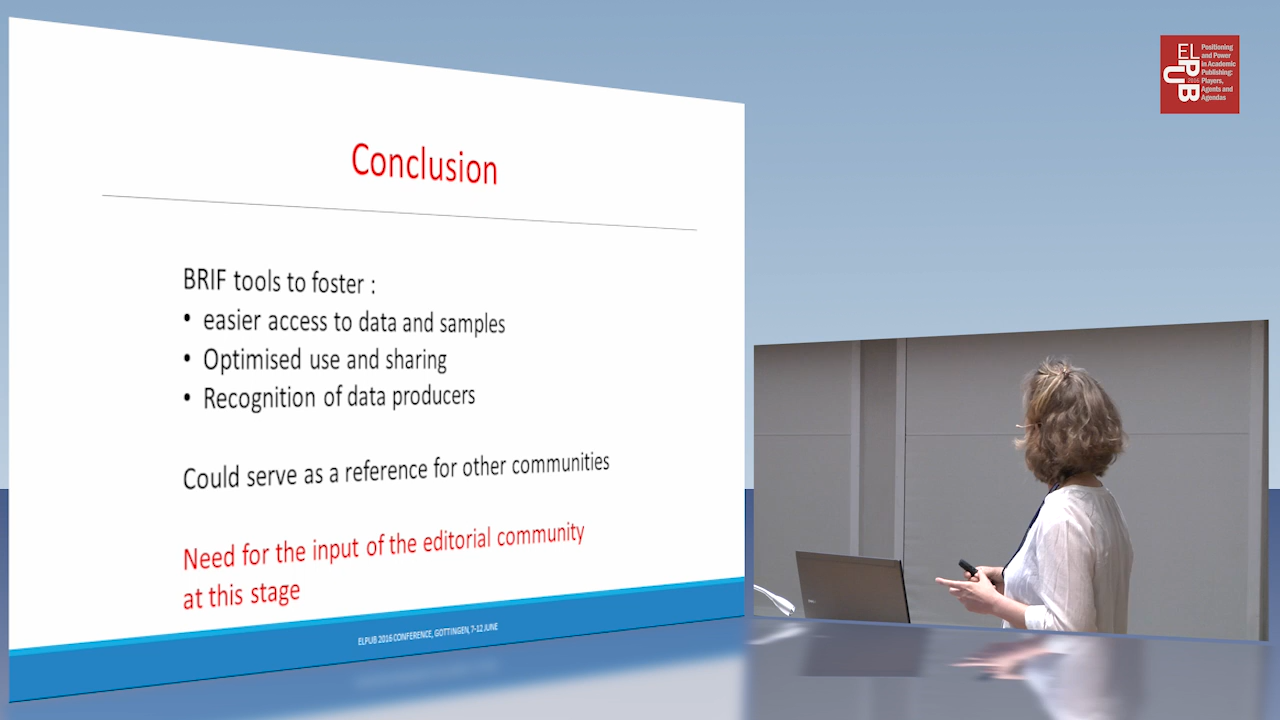 Conclusion
BRIF tools to foster :
• easier access to data and samples
• Optimised use and sharing
• Recognition of data producers
Could serve as a reference for other communities
Need for the input of the editorial community
at this stage
ELPUB 2016 CONFERENCE, GOTTINGEN, 7-12 JUNE
EL
PUB
2016
Positioning
and Power
in Academic
Publishing:
Players,
Agents and
Agendas